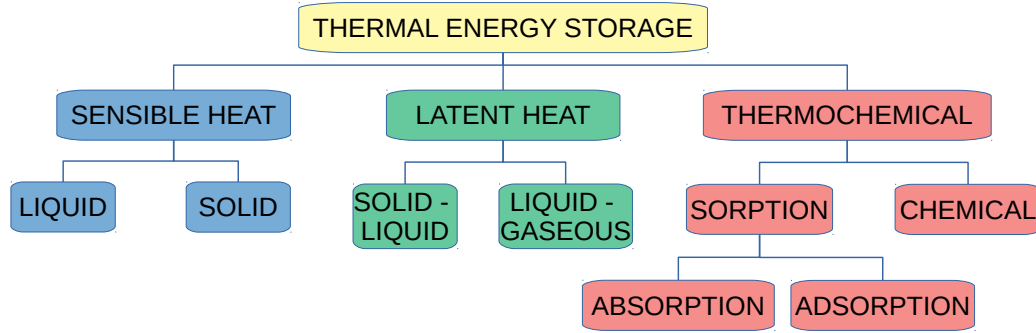 THERMAL ENERGY STORAGE
SENSIBLE HEAT
LATENT HEAT
THERMOCHEMICAL
LIQUID
SOLID
SOLID -
LIQUID
LIQUID -
GASEOUS
SORPTION
CHEMICAL
ABSORPTION
ADSORPTION